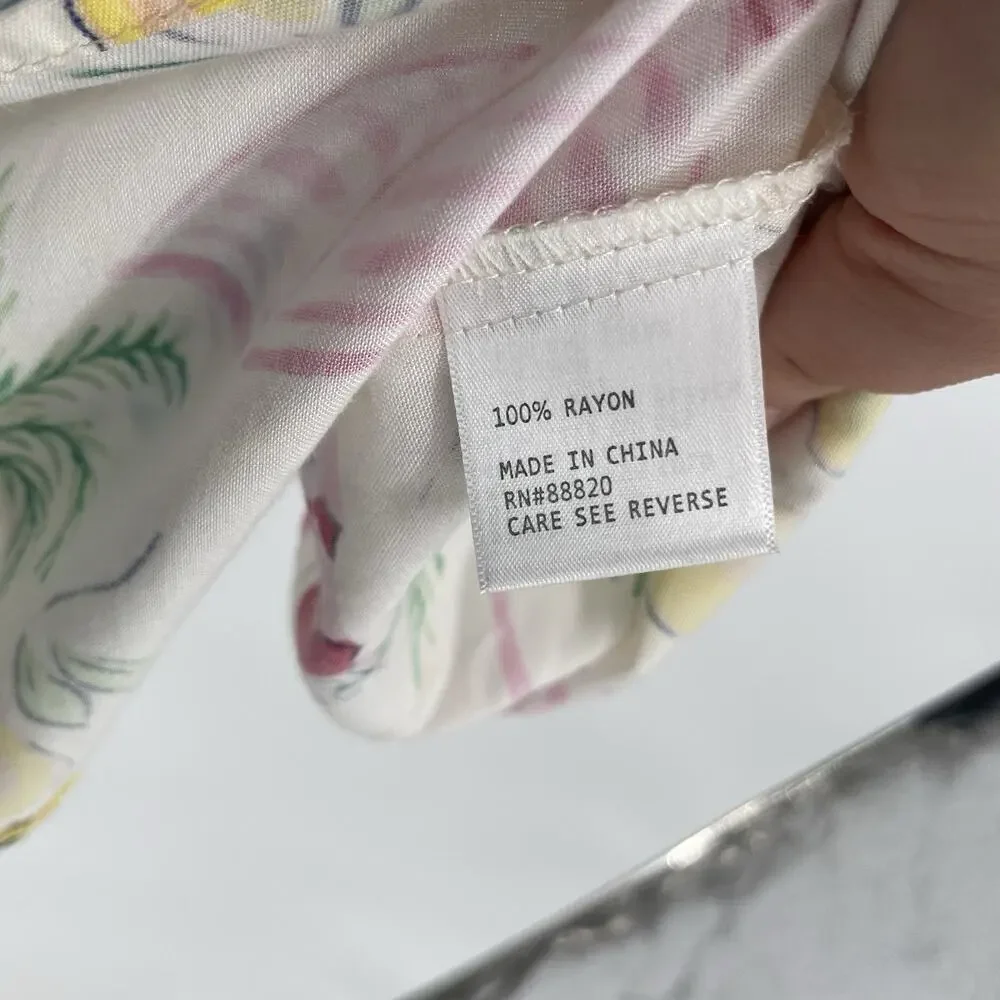 100% RAYON
MADE IN CHINA
RN#88820
CARE SEE REVERSE